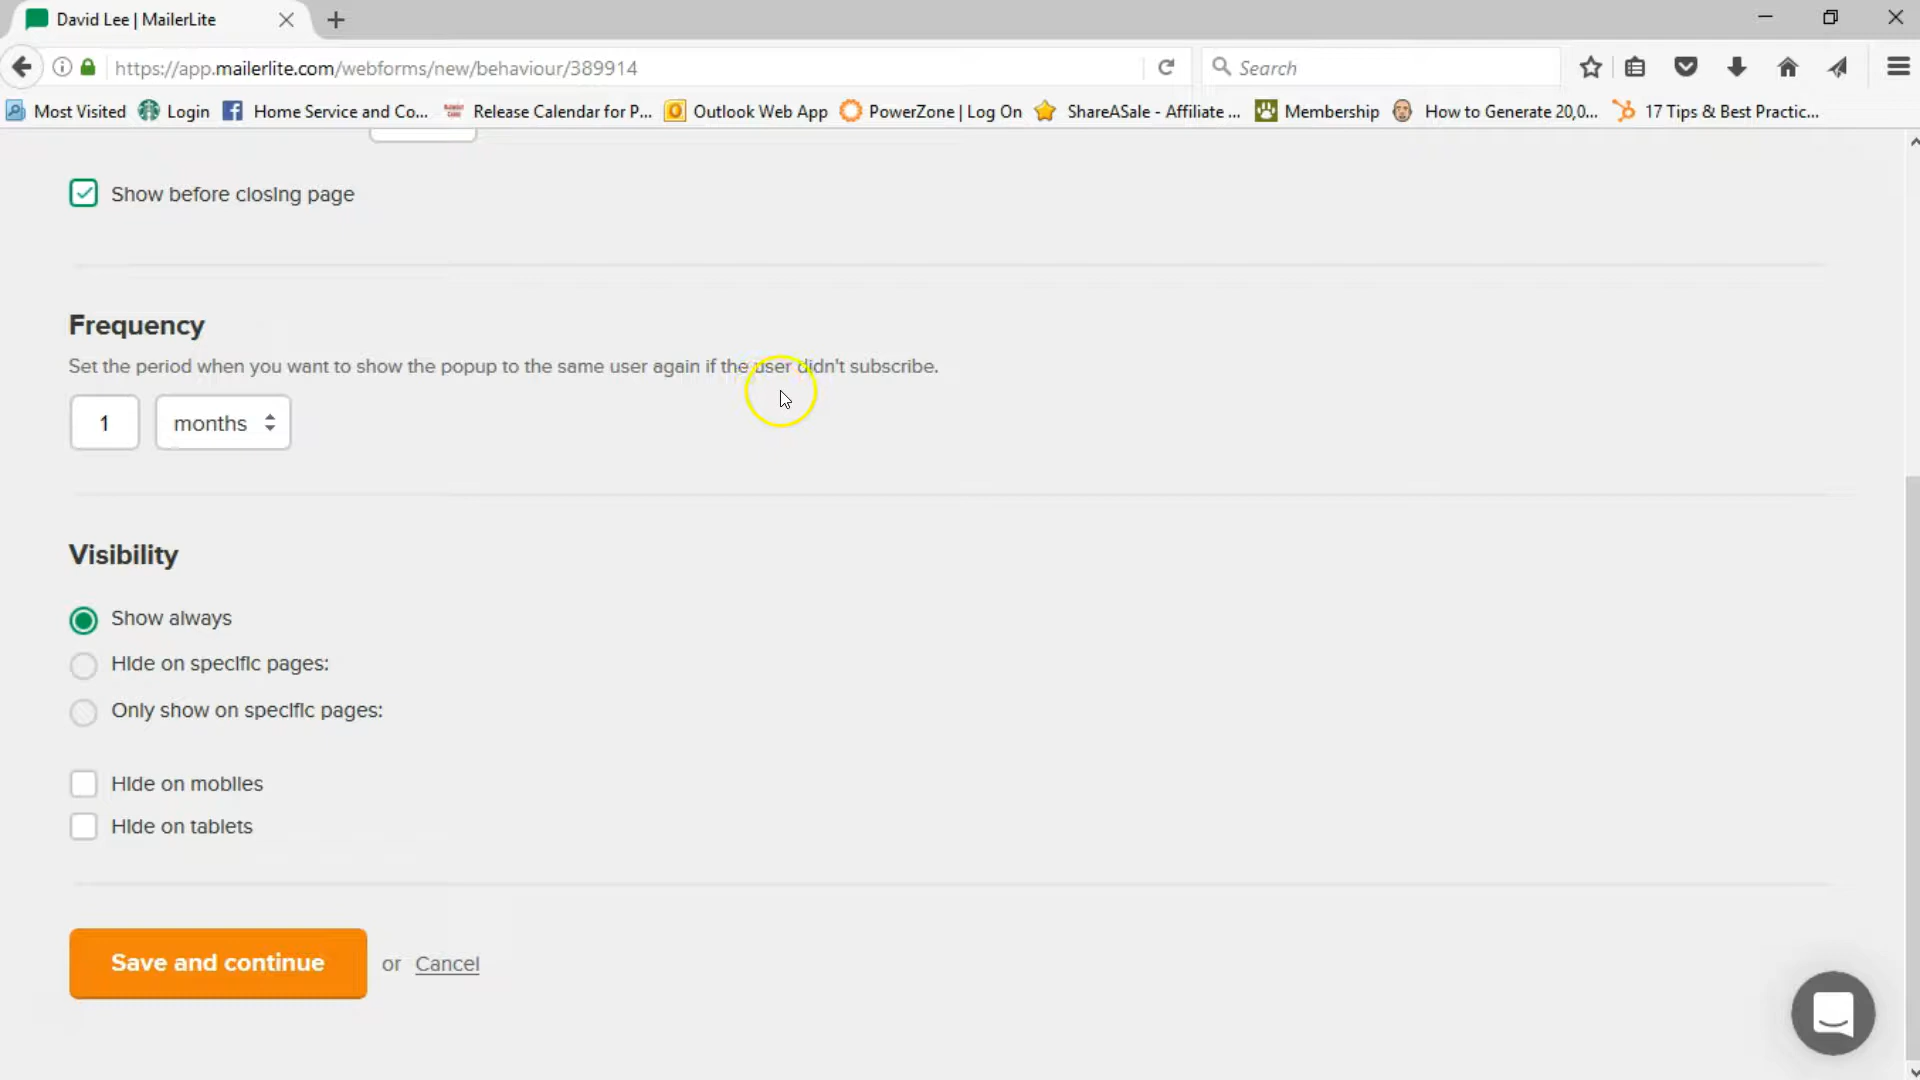 David Lee | MailerLite
https://app.mailerlite.com/webforms/new/behaviour/389914
Search
Most Visited
Login
Home Service and Co...
Release Calendar for P...
Outlook Web App
PowerZone | Log On
ShareASale - Affiliate ...
Membership
How to Generate 20,0...
17 Tips & Best Practic...
Show before closing page
Frequency
Set the period when you want to show the popup to the same user again if the user didn't subscribe.
1
months
Visibility
Show always
Hide on specific pages:
Only show on specific pages:
Hide on mobiles
Hide on tablets
Save and continue
or Cancel